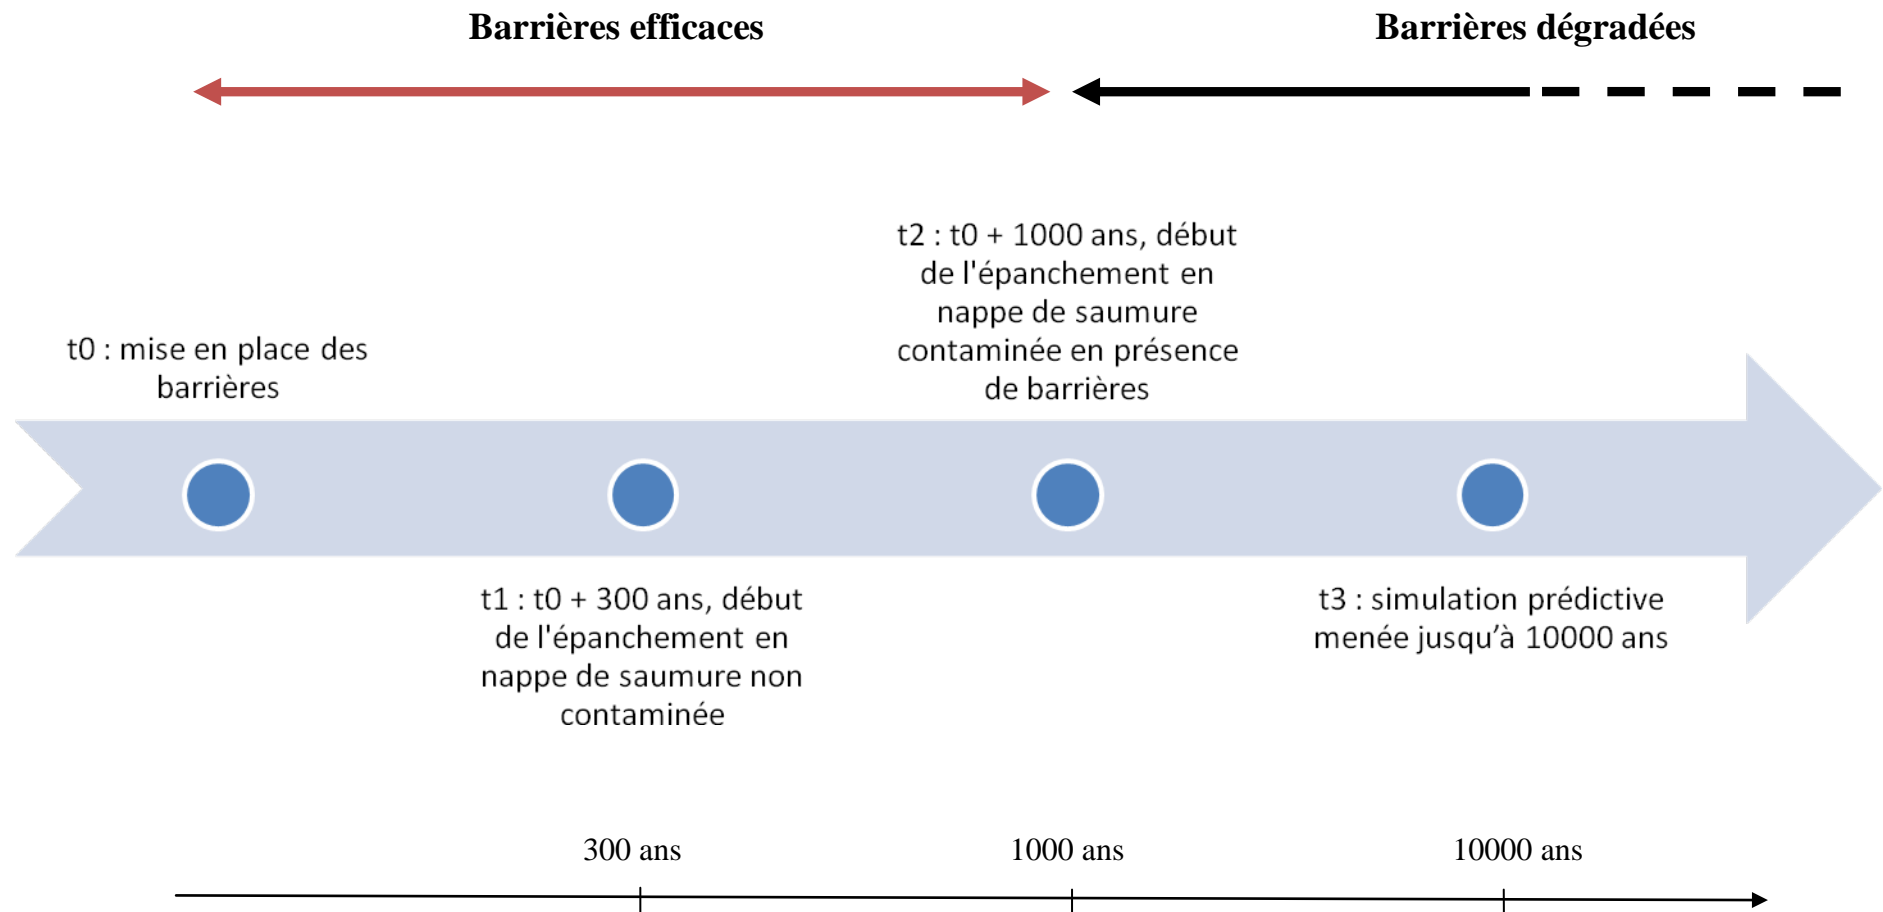 Barrières efficaces
Barrières dégradées
t0 : mise en place des
barrières
t2 : t0 + 1000 ans, début
de l'épanchement en
nappe de saumure
contaminée en présence
de barrières
t1 : t0 + 300 ans, début
de l'épanchement en
nappe de saumure non
contaminée
t3 : simulation prédictive
menée jusqu’à 10000 ans
300 ans
1000 ans
10000 ans